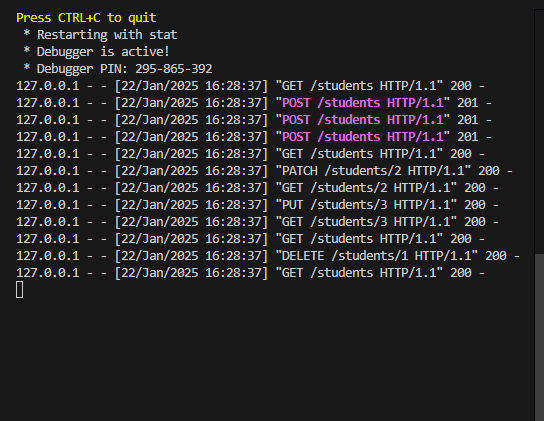 Press CTRL+C to quit
* Restarting with stat
* Debugger is active!
* Debugger PIN: 295-865-392
127.0.0.1 - - [22/Jan/2025 16:28:37] "GET /students HTTP/1.1" 200 -
127.0.0.1 - - [22/Jan/2025 16:28:37] "POST /students HTTP/1.1" 201 -
127.0.0.1 - - [22/Jan/2025 16:28:37] "POST /students HTTP/1.1" 201 -
127.0.0.1 - - [22/Jan/2025 16:28:37] "POST /students HTTP/1.1" 201 -
127.0.0.1 - - [22/Jan/2025 16:28:37] "GET /students HTTP/1.1" 200 -
127.0.0.1 - - [22/Jan/2025 16:28:37] "PATCH /students/2 HTTP/1.1" 200 -
127.0.0.1 - - [22/Jan/2025 16:28:37] "GET /students/2 HTTP/1.1" 200 -
127.0.0.1 - - [22/Jan/2025 16:28:37] "PUT /students/3 HTTP/1.1" 200 -
127.0.0.1 - - [22/Jan/2025 16:28:37] "GET /students/3 HTTP/1.1" 200 -
127.0.0.1 - - [22/Jan/2025 16:28:37] "GET /students HTTP/1.1" 200 -
127.0.0.1 - - [22/Jan/2025 16:28:37] "DELETE /students/1 HTTP/1.1" 200 -
127.0.0.1 - - [22/Jan/2025 16:28:37] "GET /students HTTP/1.1" 200 -